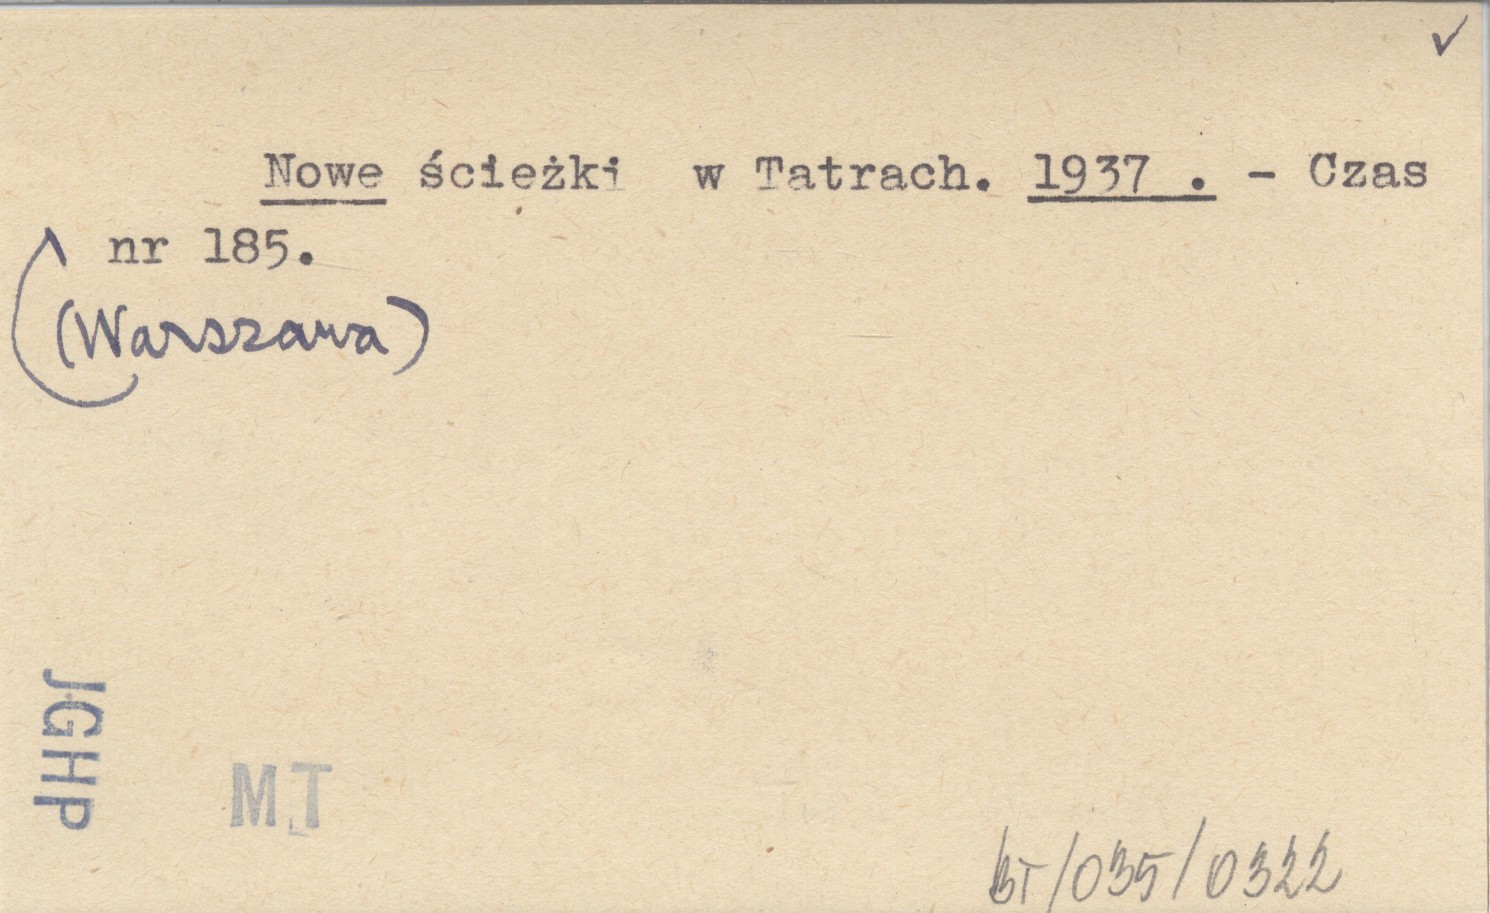 Nowe ścieżki w Tatrach. 1937 . - Czas
nr 185.
(Warszawa)
JGHP
MT
BT/035/0322